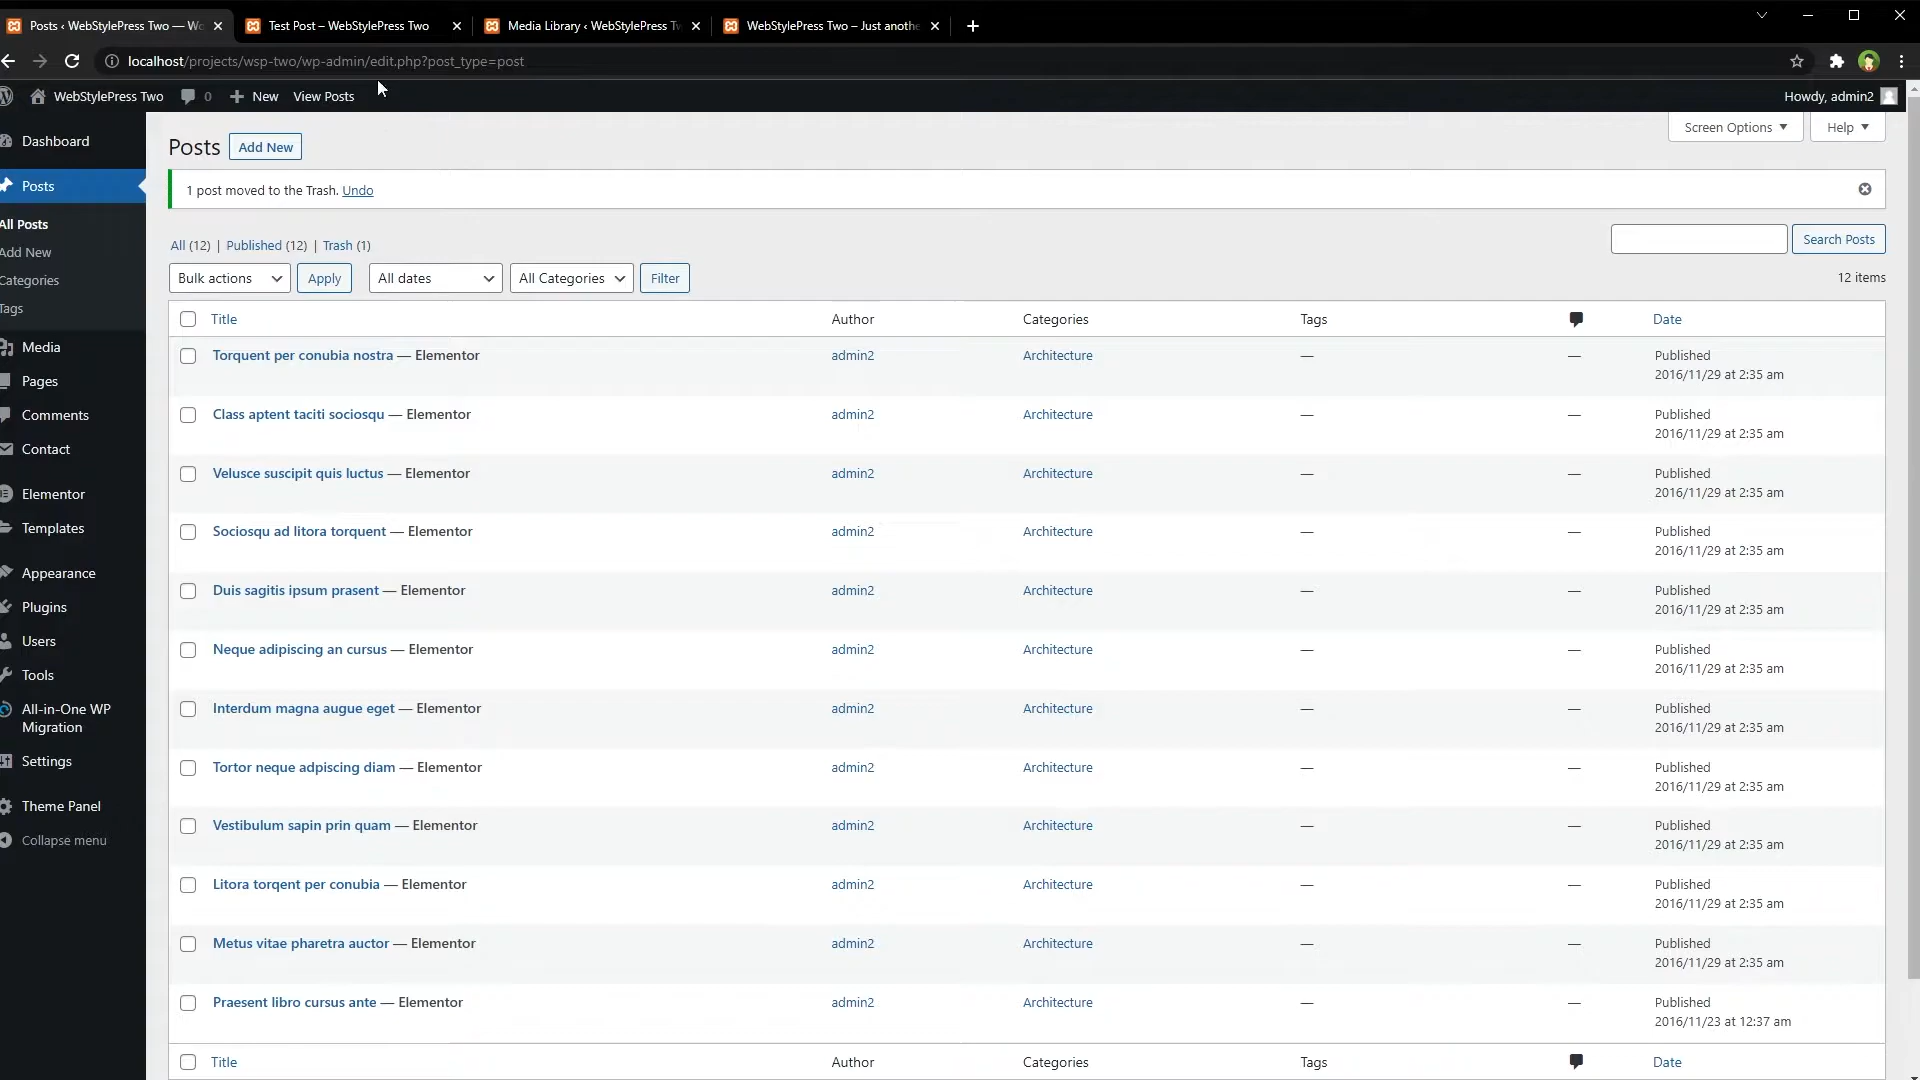 Posts ‹ WebStylePress Two — Wo
Test Post – WebStylePress Two
Media Library ‹ WebStylePress Tw
WebStylePress Two – Just anothe
localhost/projects/wsp-two/wp-admin/edit.php?post_type=post
WebStylePress Two 0 New View Posts
Howdy, admin2
Dashboard
Posts
All Posts
Add New
Categories
Tags
Media
Pages
Comments
Contact
Elementor
Templates
Appearance
Plugins
Users
Tools
All-in-One WP
Migration
Settings
Theme Panel
Collapse menu
Screen Options
Help
Posts Add New
1 post moved to the Trash. Undo
All (12) | Published (12) | Trash (1)
Search Posts
Bulk actions Apply All dates All Categories Filter
12 items
Title Author Categories Tags Date
Torquent per conubia nostra — Elementor admin2 Architecture — — Published
2016/11/29 at 2:35 am
Class aptent taciti sociosqu — Elementor admin2 Architecture — — Published
2016/11/29 at 2:35 am
Velusce suscipit quis luctus — Elementor admin2 Architecture — — Published
2016/11/29 at 2:35 am
Sociosqu ad litora torquent — Elementor admin2 Architecture — — Published
2016/11/29 at 2:35 am
Duis sagitis ipsum prasent — Elementor admin2 Architecture — — Published
2016/11/29 at 2:35 am
Neque adipiscing an cursus — Elementor admin2 Architecture — — Published
2016/11/29 at 2:35 am
Interdum magna augue eget — Elementor admin2 Architecture — — Published
2016/11/29 at 2:35 am
Tortor neque adpiscing diam — Elementor admin2 Architecture — — Published
2016/11/29 at 2:35 am
Vestibulum sapin prin quam — Elementor admin2 Architecture — — Published
2016/11/29 at 2:35 am
Litora torqent per conubia — Elementor admin2 Architecture — — Published
2016/11/29 at 2:35 am
Metus vitae pharetra auctor — Elementor admin2 Architecture — — Published
2016/11/29 at 2:35 am
Praesent libro cursus ante — Elementor admin2 Architecture — — Published
2016/11/23 at 12:37 am
Title Author Categories Tags Date